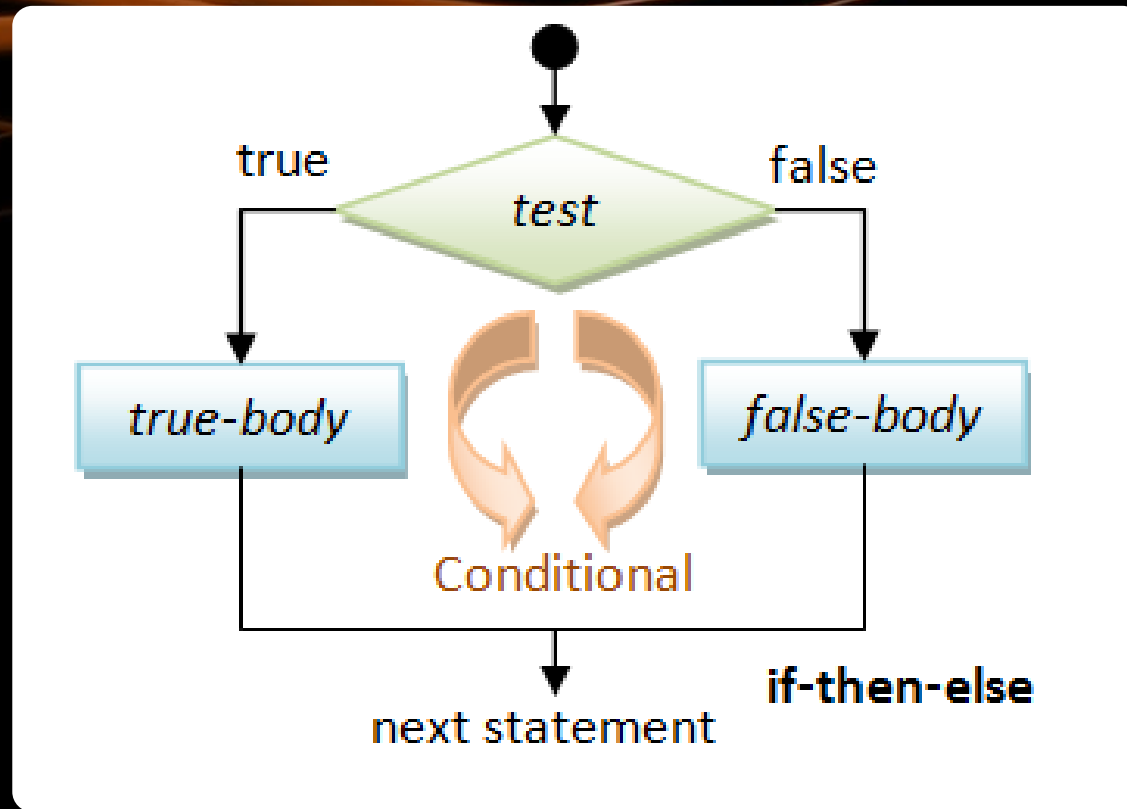 true
false
test
true-body
false-body
Conditional
if-then-else
next statement